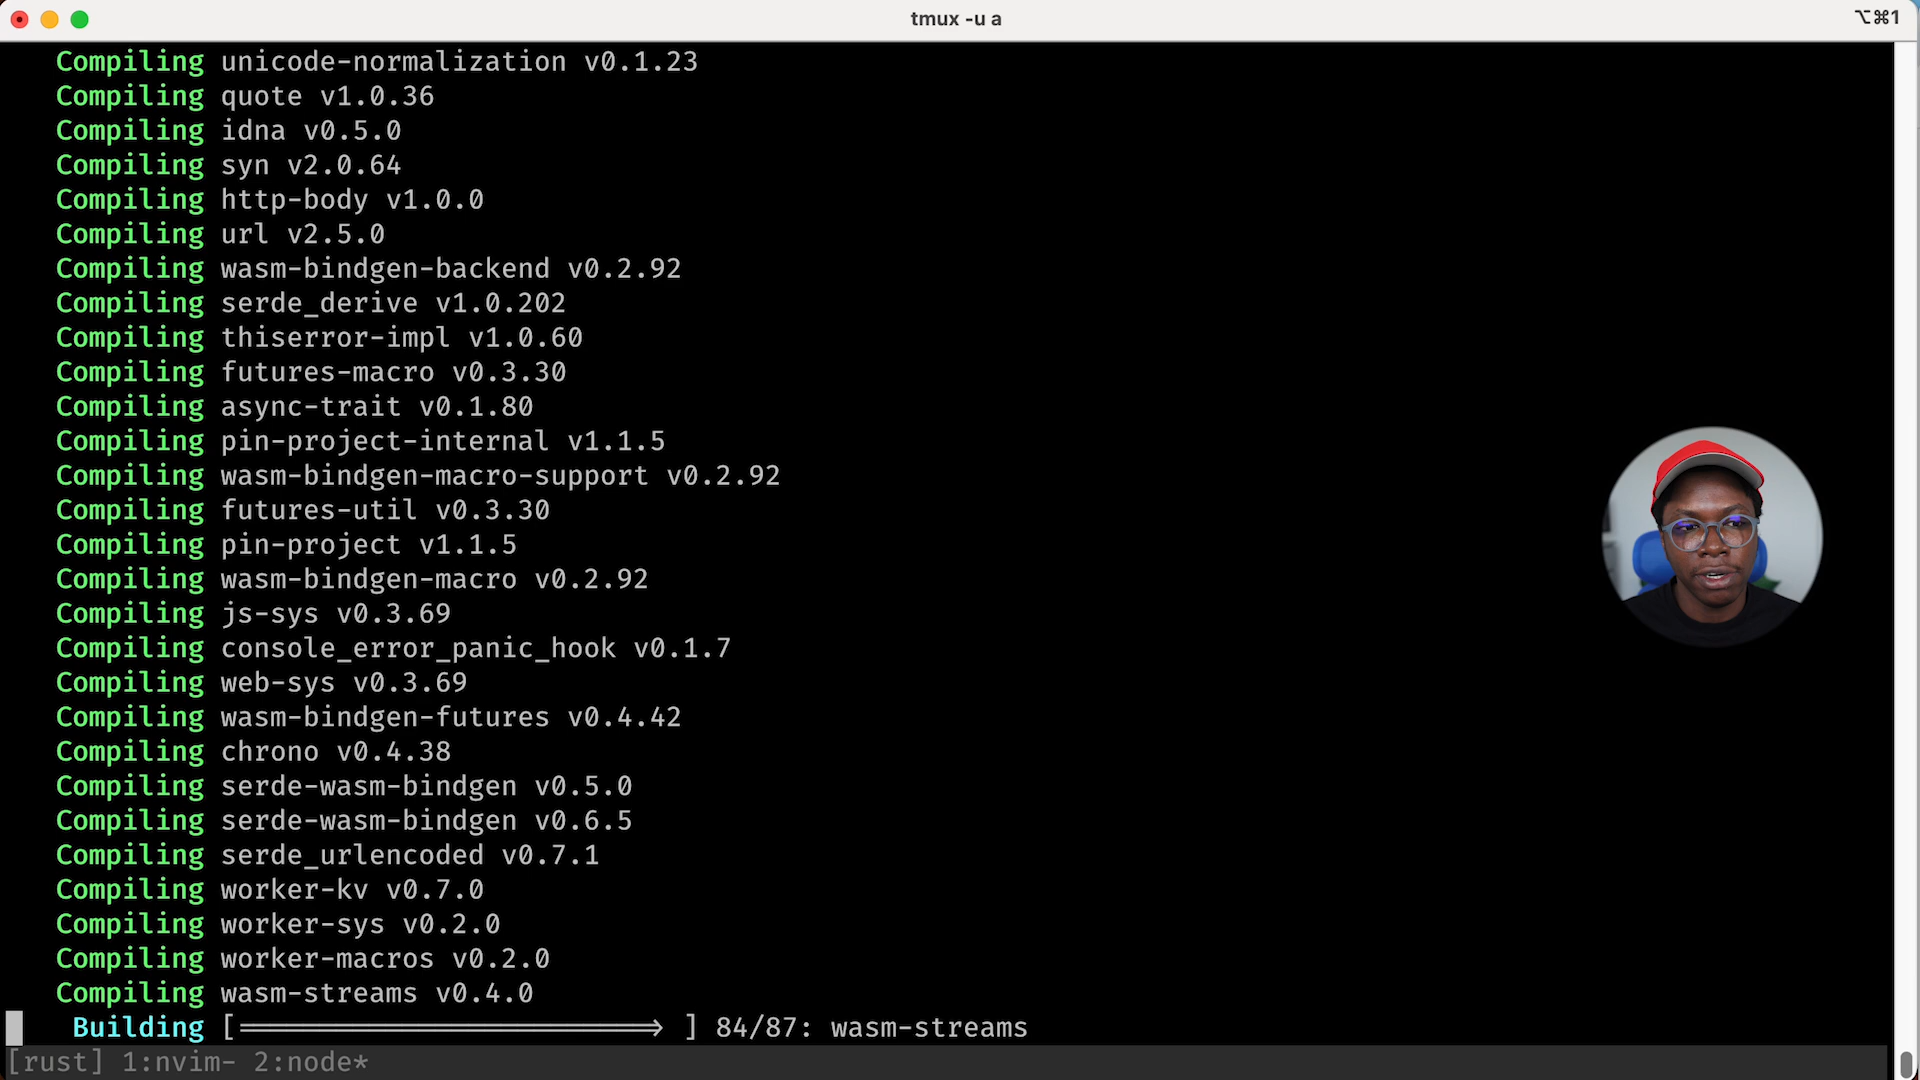 tmux -u a
⌥⌘1
Compiling unicode-normalization v0.1.23
Compiling quote v1.0.36
Compiling idna v0.5.0
Compiling syn v2.0.64
Compiling http-body v1.0.0
Compiling url v2.5.0
Compiling wasm-bindgen-backend v0.2.92
Compiling serde_derive v1.0.202
Compiling thiserror-impl v1.0.60
Compiling futures-macro v0.3.30
Compiling async-trait v0.1.80
Compiling pin-project-internal v1.1.5
Compiling wasm-bindgen-macro-support v0.2.92
Compiling futures-util v0.3.30
Compiling pin-project v1.1.5
Compiling wasm-bindgen-macro v0.2.92
Compiling js-sys v0.3.69
Compiling console_error_panic_hook v0.1.7
Compiling web-sys v0.3.69
Compiling wasm-bindgen-futures v0.4.42
Compiling chrono v0.4.38
Compiling serde-wasm-bindgen v0.5.0
Compiling serde-wasm-bindgen v0.6.5
Compiling serde_urlencoded v0.7.1
Compiling worker-kv v0.7.0
Compiling worker-sys v0.2.0
Compiling worker-macros v0.2.0
Compiling wasm-streams v0.4.0
Building [=========================> ] 84/87: wasm-streams
[rust] 1:nvim- 2:node*